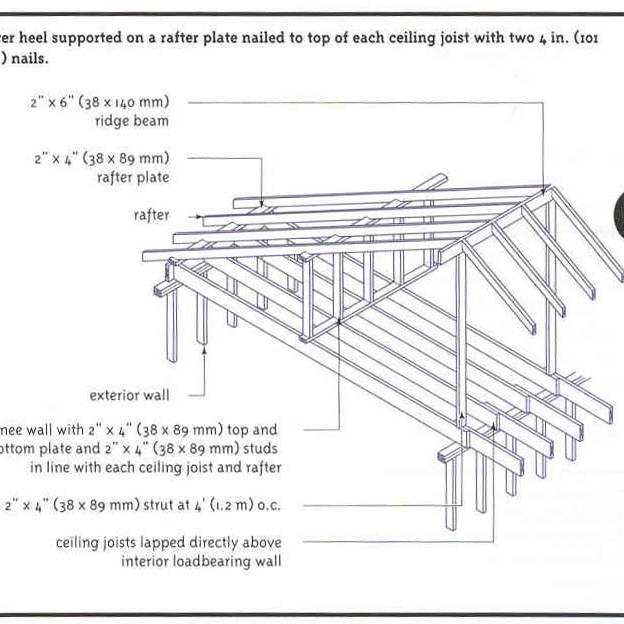 er heel supported on a rafter plate nailed to top of each ceiling joist with two 4 in. (101
) nails.
2" x 6" (38 x 140 mm)
ridge beam
2" x 4" (38 x 89 mm)
rafter plate
rafter
exterior wall
nee wall with 2" x 4" (38 x 89 mm) top and
ottom plate and 2" x 4" (38 x 89 mm) studs
in line with each ceiling joist and rafter
2" x 4" (38 x 89 mm) strut at 4' (1.2 m) o.c.
ceiling joists lapped directly above
interior loadbearing wall